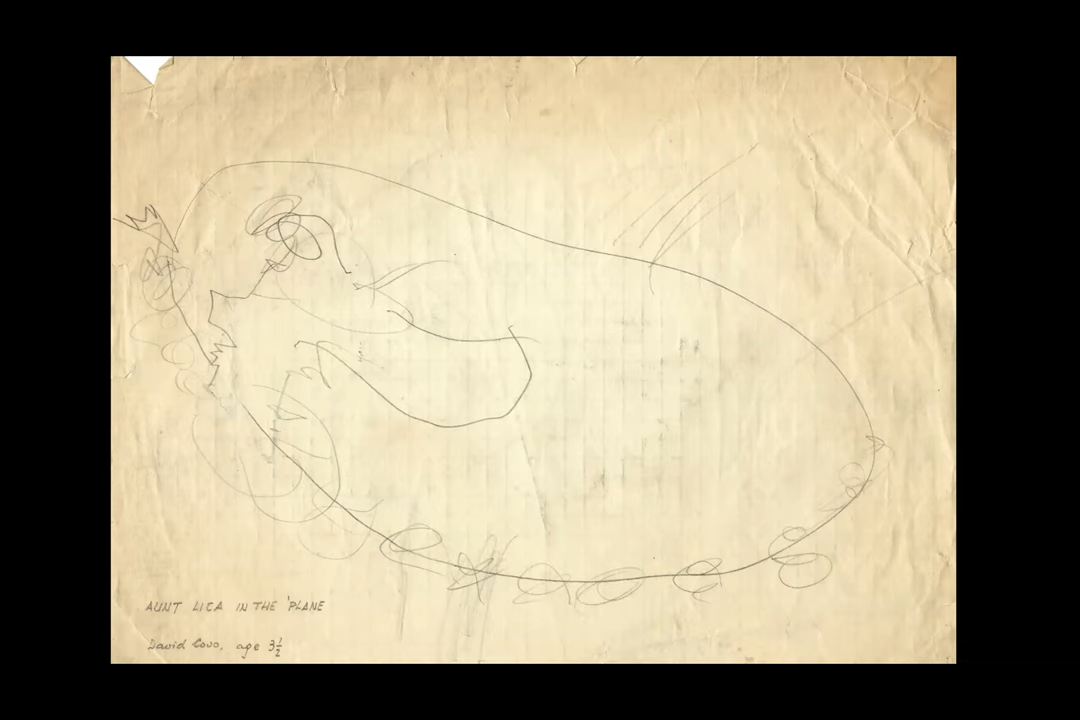 AUNT LICA IN THE 'PLANE
David Covo, age 3½